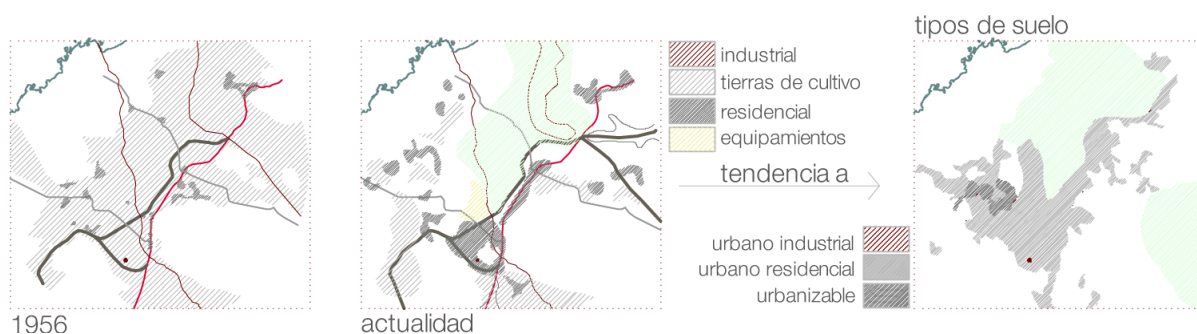 1956
actualidad
industrial
tierras de cultivo
residencial
equipamientos
tendencia a
urbano industrial
urbano residencial
urbanizable
tipos de suelo